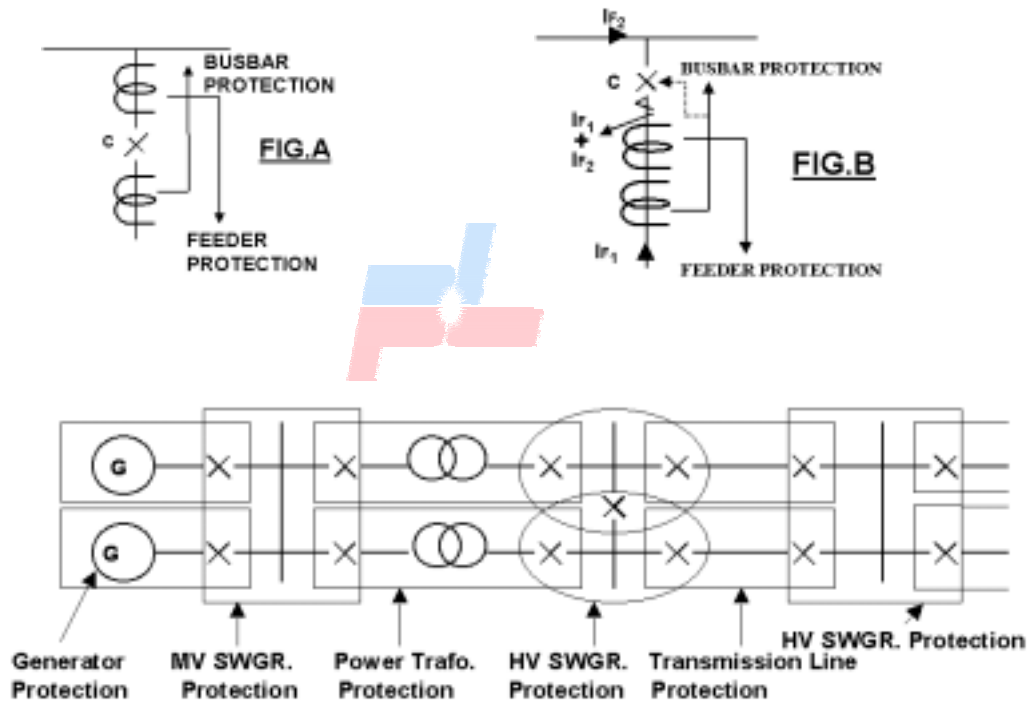 BUSBAR
PROTECTION
C
FIG.A
FEEDER
PROTECTION
IF2
C
BUSBAR PROTECTION
IF1
+
IF2
FIG.B
IF1
FEEDER PROTECTION
G
G
Generator
Protection
MV SWGR.
Protection
Power Trafo.
Protection
HV SWGR.
Protection
Transmission Line
Protection
HV SWGR. Protection